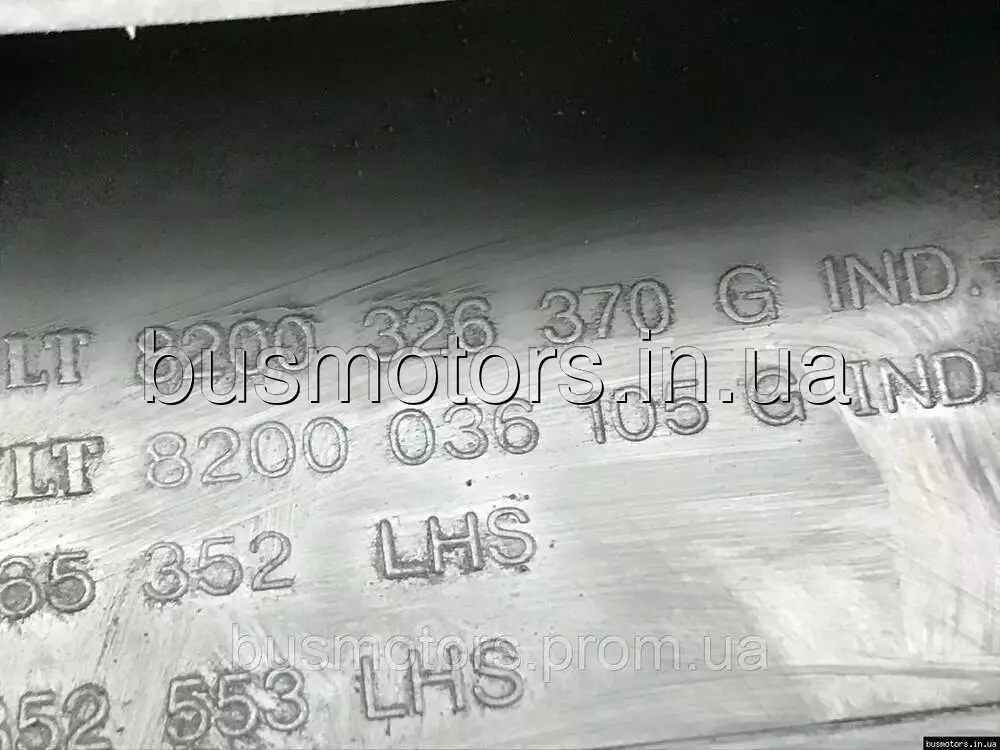 LT 8200 326 370 G IND.
busmotors.in.ua
LT 8200 036 105 G IND
65 352 LHS
busmotors.prom.ua
352 553 LHS
busmotors.in.ua